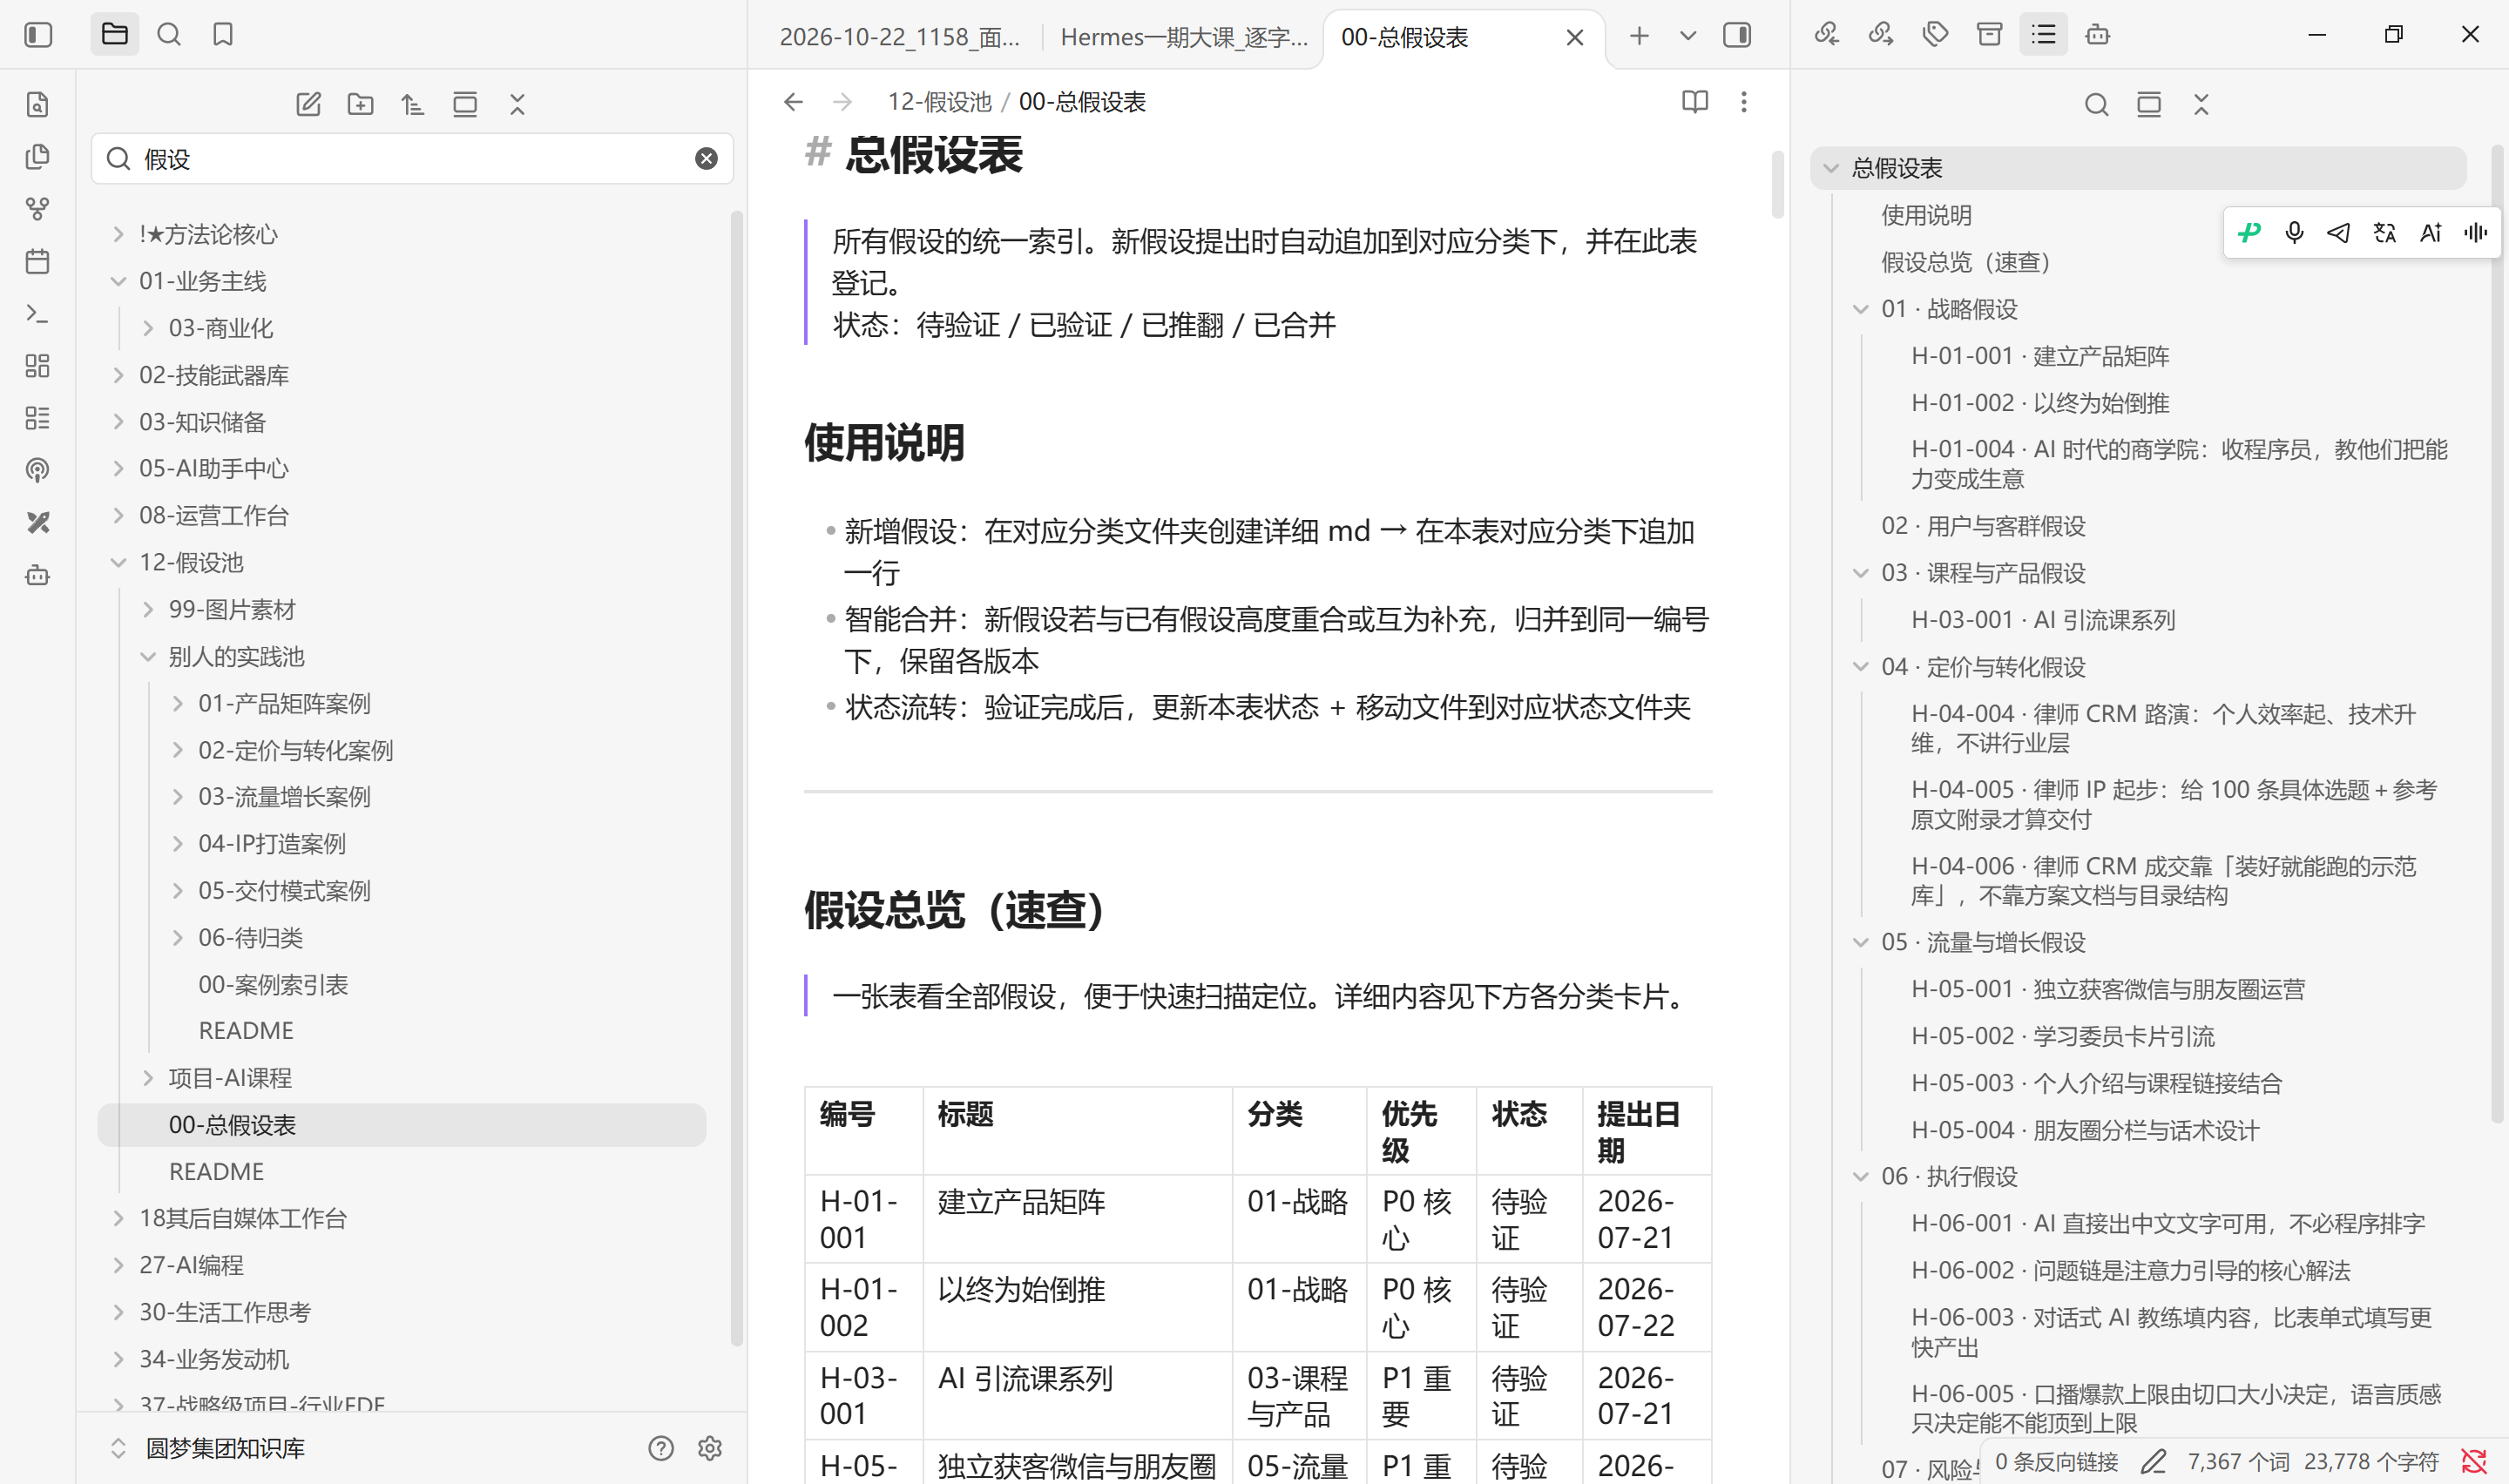 2026-10-22_1158_面...
Hermes一期大课_逐字...
00-总假设表
假设
!★方法论核心
01-业务主线
03-商业化
02-技能武器库
03-知识储备
05-AI助手中心
08-运营工作台
12-假设池
99-图片素材
别人的实践池
01-产品矩阵案例
02-定价与转化案例
03-流量增长案例
04-IP打造案例
05-交付模式案例
06-待归类
00-案例索引表
README
项目-AI课程
00-总假设表
README
18其后自媒体工作台
27-AI编程
30-生活工作思考
34-业务发动机
37-战略级项目-行业FDE
圆梦集团知识库
12-假设池 / 00-总假设表
# 总假设表
所有假设的统一索引。新假设提出时自动追加到对应分类下，并在此表
登记。
状态：待验证 / 已验证 / 已推翻 / 已合并
使用说明
• 新增假设：在对应分类文件夹创建详细 md → 在本表对应分类下追加
一行
• 智能合并：新假设若与已有假设高度重合或互为补充，归并到同一编号
下，保留各版本
• 状态流转：验证完成后，更新本表状态 + 移动文件到对应状态文件夹
假设总览（速查）
一张表看全部假设，便于快速扫描定位。详细内容见下方各分类卡片。
编号 标题 分类 优先级 状态 提出日期
H-01-001 建立产品矩阵 01-战略 P0 核心 待验证 2026-07-21
H-01-002 以终为始倒推 01-战略 P0 核心 待验证 2026-07-22
H-03-001 AI 引流课系列 03-课程与产品 P1 重要 待验证 2026-07-21
H-05- 独立获客微信与朋友圈 05-流量 P1 重 待验 2026-
总假设表
使用说明
假设总览（速查）
01 · 战略假设
H-01-001 · 建立产品矩阵
H-01-002 · 以终为始倒推
H-01-004 · AI 时代的商学院：收程序员，教他们把能
力变成生意
02 · 用户与客群假设
03 · 课程与产品假设
H-03-001 · AI 引流课系列
04 · 定价与转化假设
H-04-004 · 律师 CRM 路演：个人效率起、技术升
维，不讲行业层
H-04-005 · 律师 IP 起步：给 100 条具体选题＋参考
原文附录才算交付
H-04-006 · 律师 CRM 成交靠「装好就能跑的示范
库」，不靠方案文档与目录结构
05 · 流量与增长假设
H-05-001 · 独立获客微信与朋友圈运营
H-05-002 · 学习委员卡片引流
H-05-003 · 个人介绍与课程链接结合
H-05-004 · 朋友圈分栏与话术设计
06 · 执行假设
H-06-001 · AI 直接出中文文字可用，不必程序排字
H-06-002 · 问题链是注意力引导的核心解法
H-06-003 · 对话式 AI 教练填内容，比表单式填写更
快产出
H-06-005 · 口播爆款上限由切口大小决定，语言质感
只决定能不能顶到上限
07 · 风险
0 条反向链接 7,367 个词 23,778 个字符